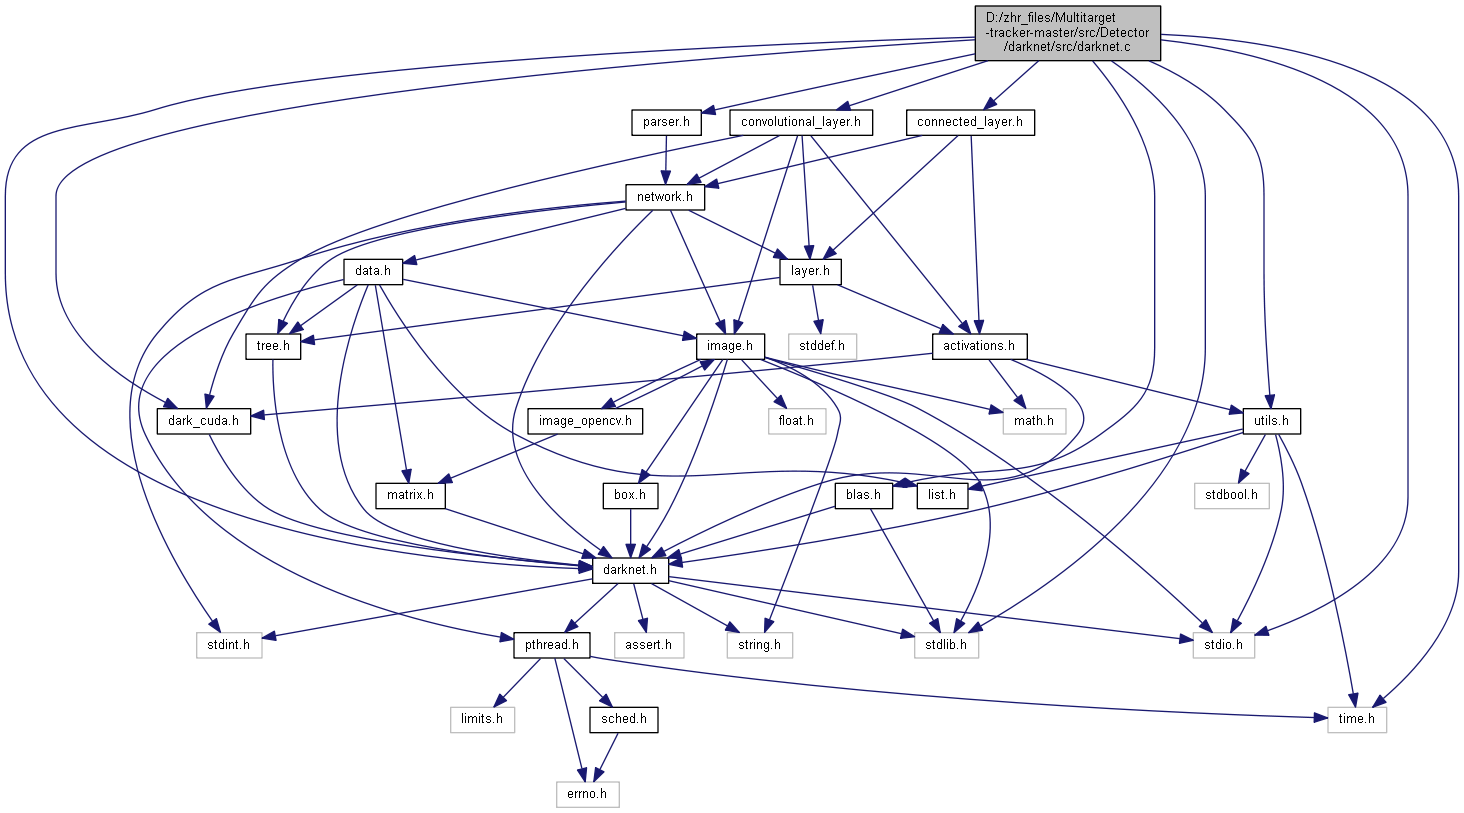 D:/zhr_files/Multitarget
-tracker-master/src/Detector
/darknet/src/darknet.c
parser.h
convolutional_layer.h
connected_layer.h
network.h
data.h
layer.h
tree.h
image.h
stddef.h
activations.h
dark_cuda.h
image_opencv.h
float.h
math.h
utils.h
matrix.h
box.h
blas.h
list.h
stdbool.h
darknet.h
stdint.h
pthread.h
assert.h
string.h
stdlib.h
stdio.h
limits.h
sched.h
time.h
errno.h